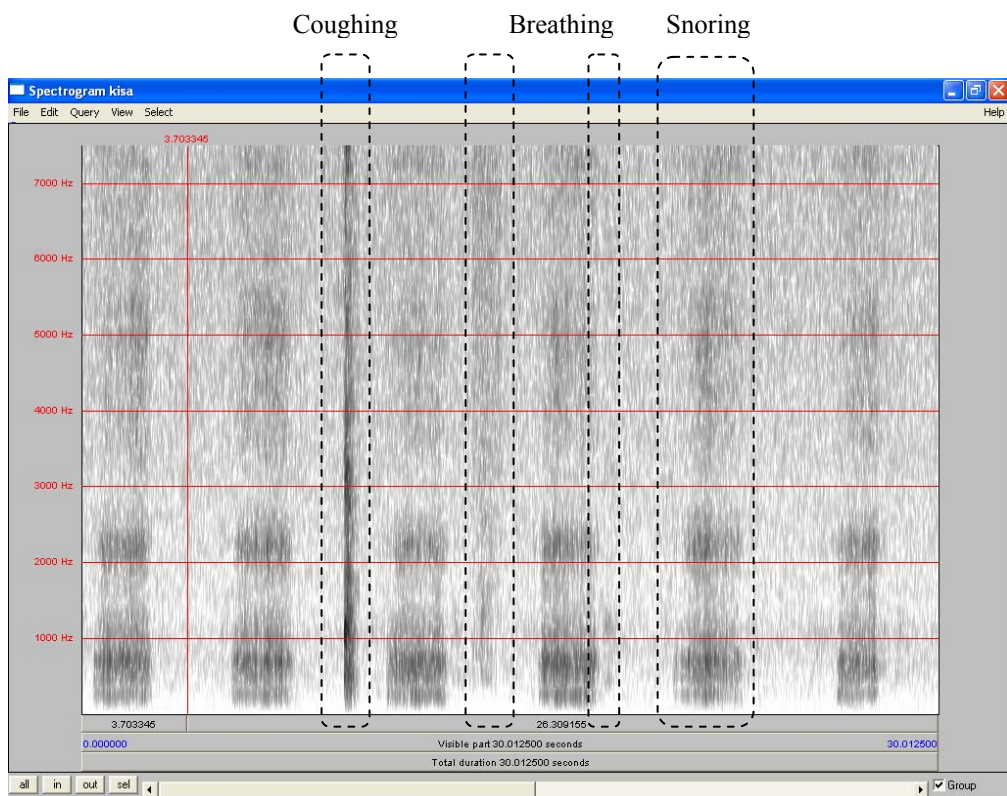 Coughing Breathing Snoring
Spectrogram kisa
File Edit Query View Select Help
3.703345
7000 Hz
6000 Hz
5000 Hz
4000 Hz
3000 Hz
2000 Hz
1000 Hz
3.703345 26.309155
0.000000 Visible part 30.012500 seconds 30.012500
Total duration 30.012500 seconds
all in out sel Group